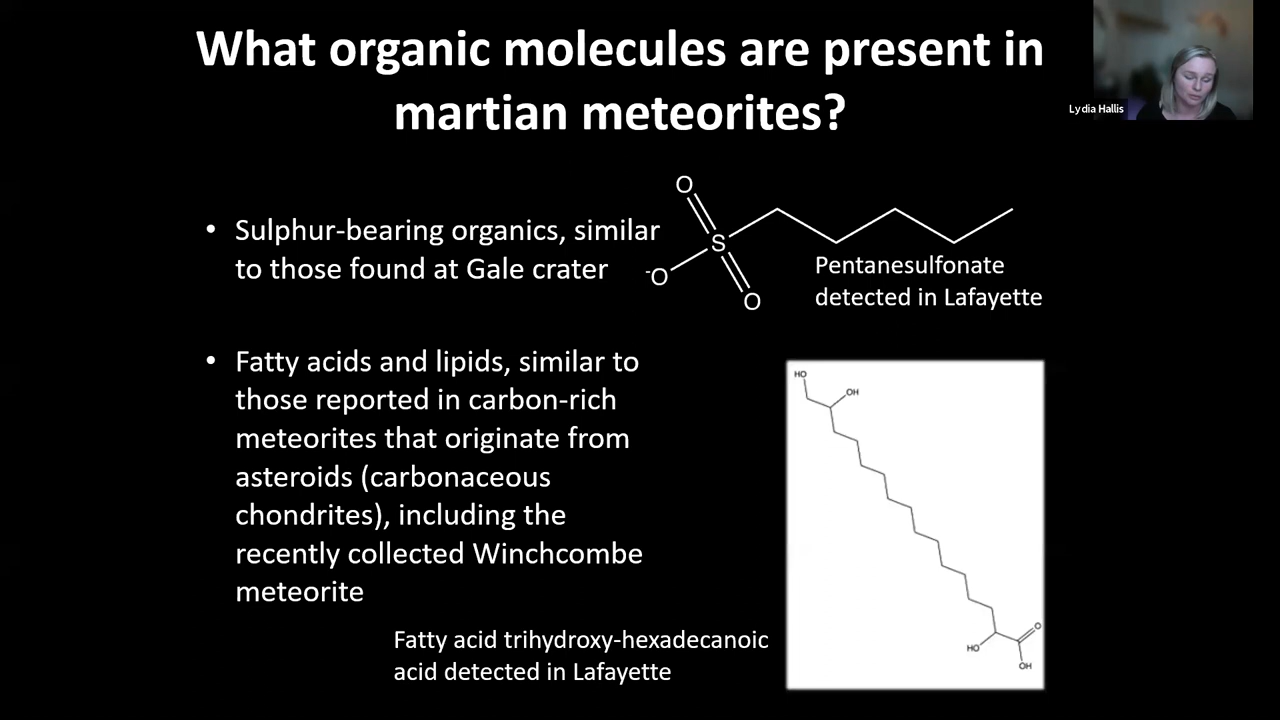 What organic molecules are present in
martian meteorites?
Lydia Hallis
• Sulphur-bearing organics, similar
to those found at Gale crater
O
S
-O
O
Pentanesulfonate
detected in Lafayette
• Fatty acids and lipids, similar to
those reported in carbon-rich
meteorites that originate from
asteroids (carbonaceous
chondrites), including the
recently collected Winchcombe
meteorite
HO
OH
O
HO
OH
Fatty acid trihydroxy-hexadecanoic
acid detected in Lafayette